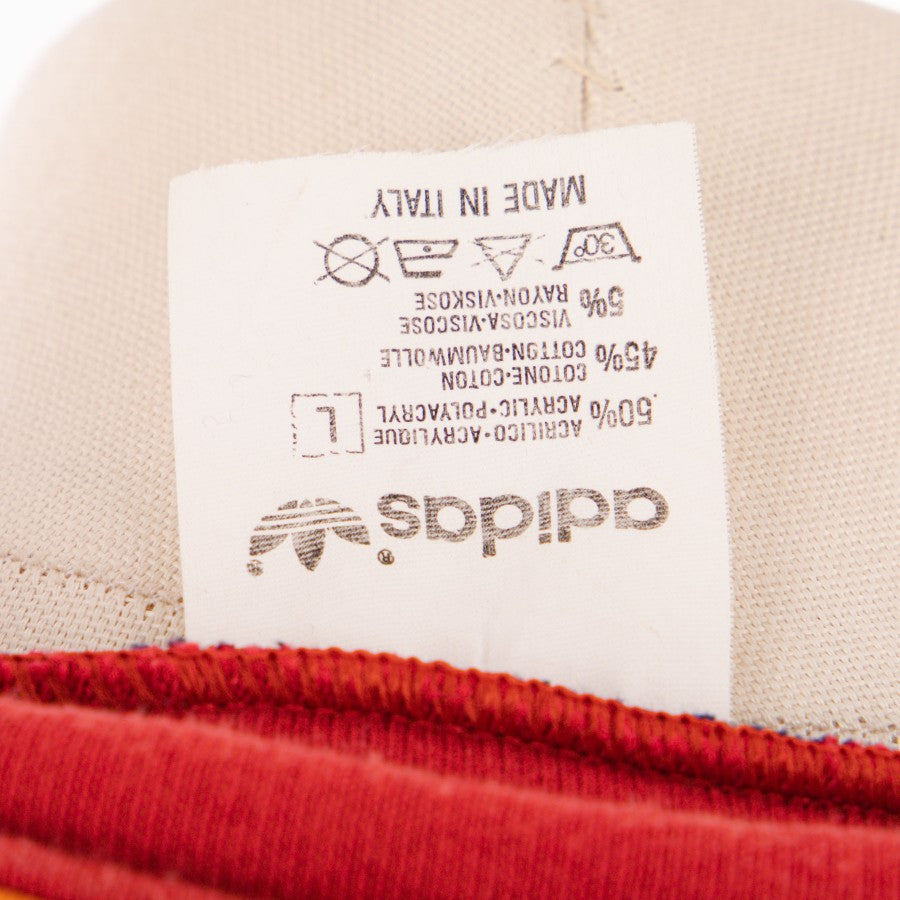 adidas®
®
50% ACRILICO•ACRYLIQUE
ACRYLIC•POLYACRYL
L
45% COTONE•COTON
COTTON•BAUMWOLLE
5% VISCOSA•VISCOSE
RAYON•VISKOSE
30°
MADE IN ITALY